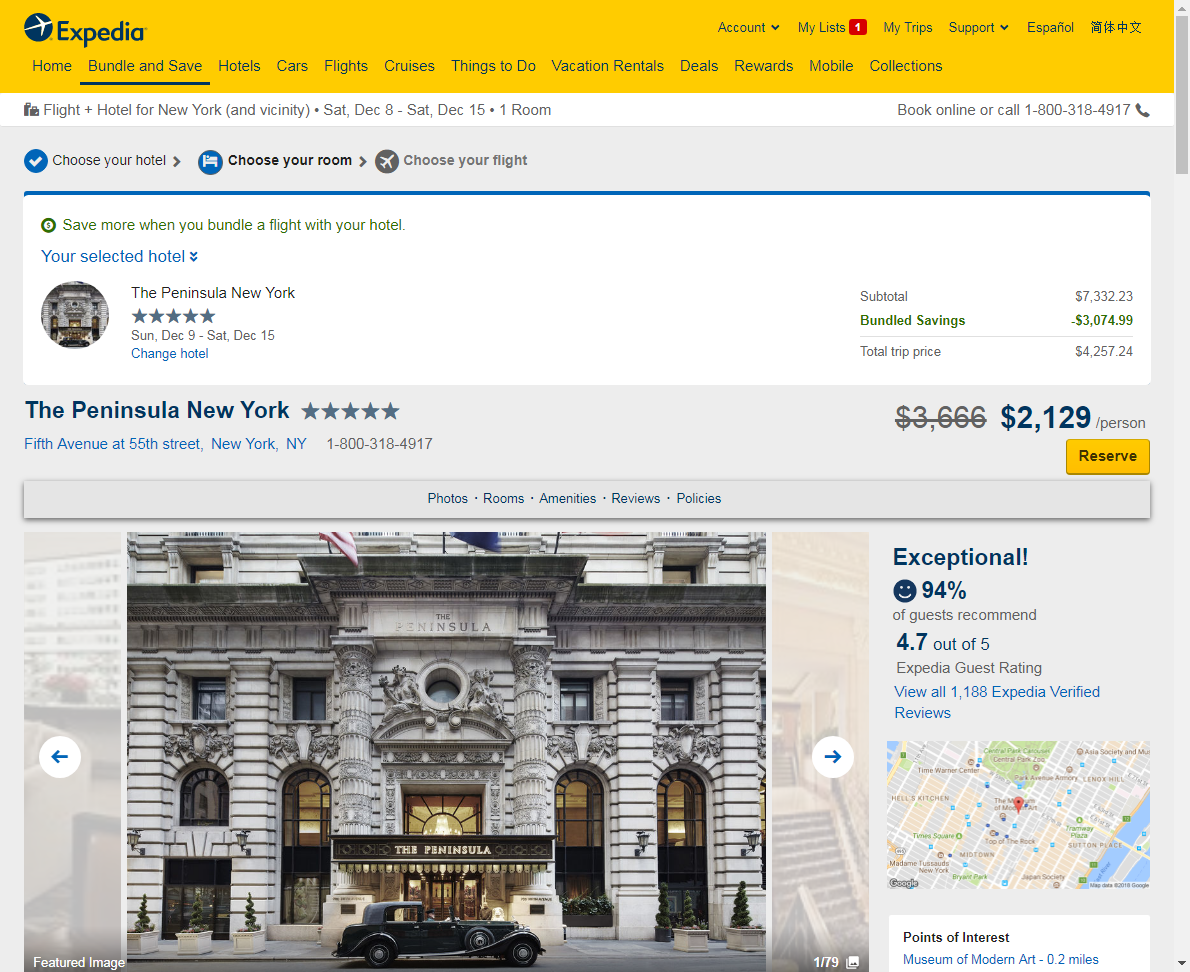 Expedia
Account
My Lists 1
My Trips
Support
Español
简体中文
Home
Bundle and Save
Hotels
Cars
Flights
Cruises
Things to Do
Vacation Rentals
Deals
Rewards
Mobile
Collections
Flight + Hotel for New York (and vicinity) • Sat, Dec 8 - Sat, Dec 15 • 1 Room
Book online or call 1-800-318-4917
Choose your hotel
Choose your room
Choose your flight
Save more when you bundle a flight with your hotel.
Your selected hotel
The Peninsula New York
Sun, Dec 9 - Sat, Dec 15
Change hotel
Subtotal $7,332.23
Bundled Savings -$3,074.99
Total trip price $4,257.24
The Peninsula New York
$3,666 $2,129 /person
Fifth Avenue at 55th street, New York, NY 1-800-318-4917
Reserve
Photos · Rooms · Amenities · Reviews · Policies
THE
PENINSULA
THE PENINSULA
Featured Image
1/79
Exceptional!
94%
of guests recommend
4.7 out of 5
Expedia Guest Rating
View all 1,188 Expedia Verified
Reviews
Central Park Carousel
Central Park Zoo
Asia Society and Mus
Time Warner Center
Park Avenue Armory
LENOX HILL
HELL'S KITCHEN
The Museum
of Modern Art
Times Square
Tramway
Plaza
Top of The Rock
SUTTON PLACE
MIDTOWN
Madame Tussauds
New York
Bryant Park
Japan Society
Google
Map data ©2018 Google
Points of Interest
Museum of Modern Art - 0.2 miles